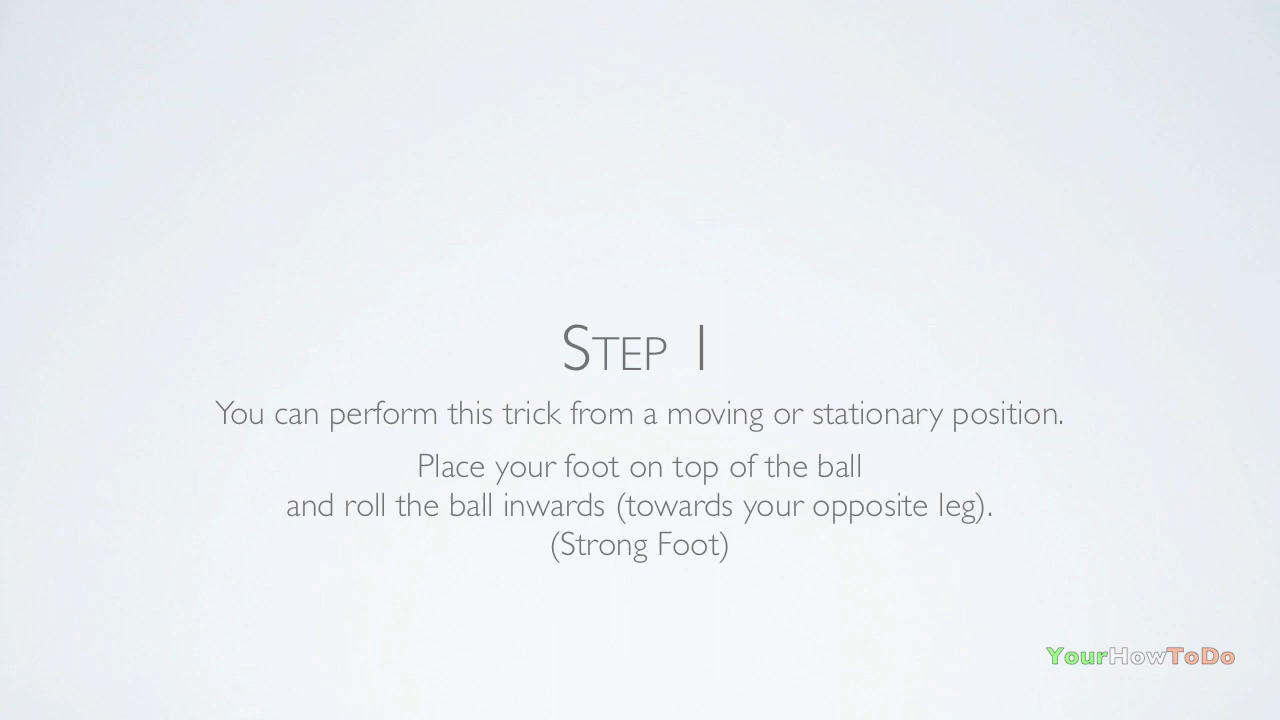 STEP 1
You can perform this trick from a moving or stationary position.
Place your foot on top of the ball
and roll the ball inwards (towards your opposite leg).
(Strong Foot)
YourHowToDo